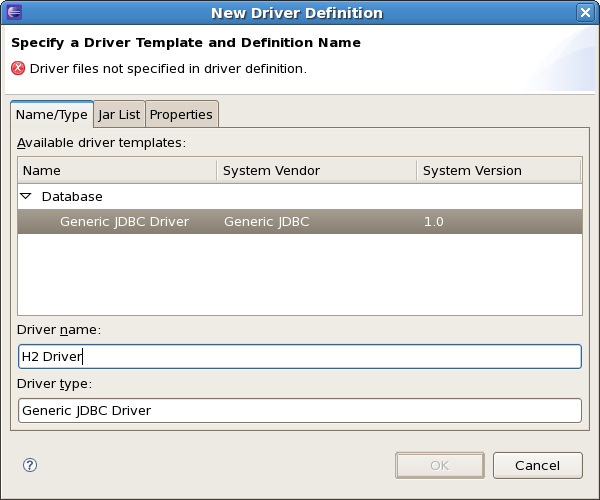 New Driver Definition
Specify a Driver Template and Definition Name
Driver files not specified in driver definition.
Name/Type Jar List Properties
Available driver templates:
Name System Vendor System Version
Database
Generic JDBC Driver Generic JDBC 1.0
Driver name:
H2 Driver
Driver type:
Generic JDBC Driver
? OK Cancel